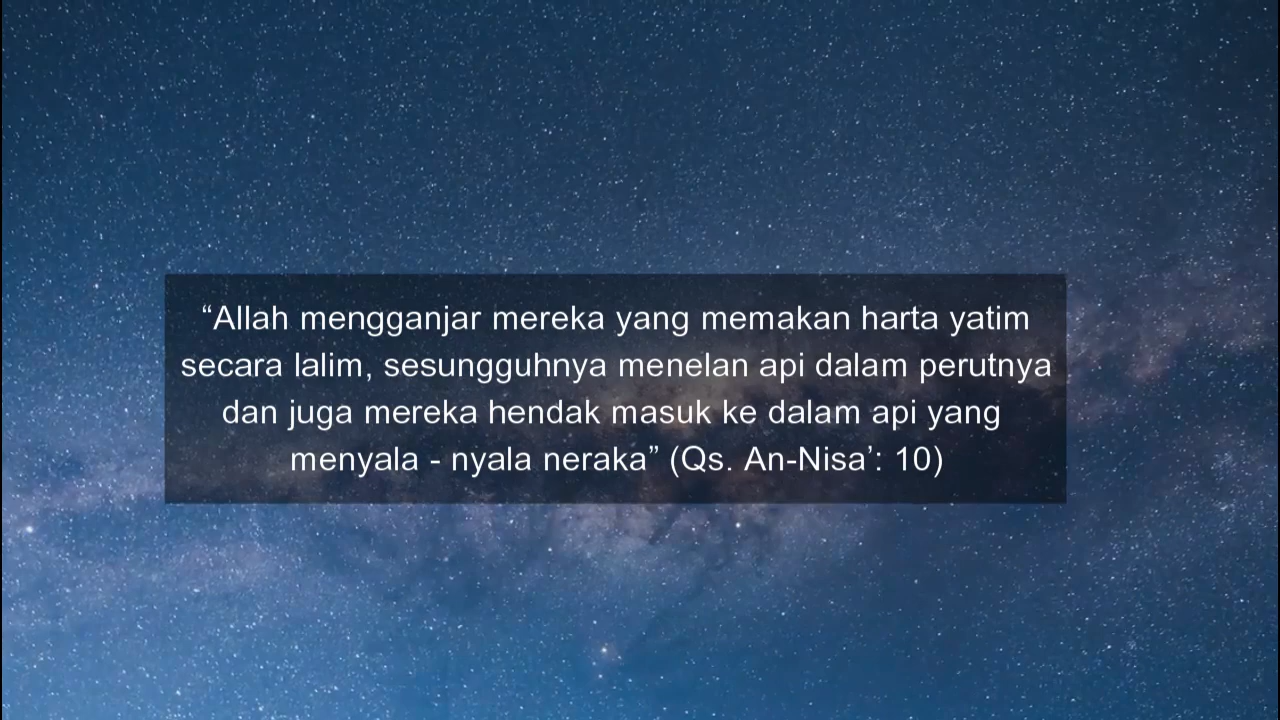 “Allah mengganjar mereka yang memakan harta yatim
secara lalim, sesungguhnya menelan api dalam perutnya
dan juga mereka hendak masuk ke dalam api yang
menyala - nyala neraka” (Qs. An-Nisa’: 10)